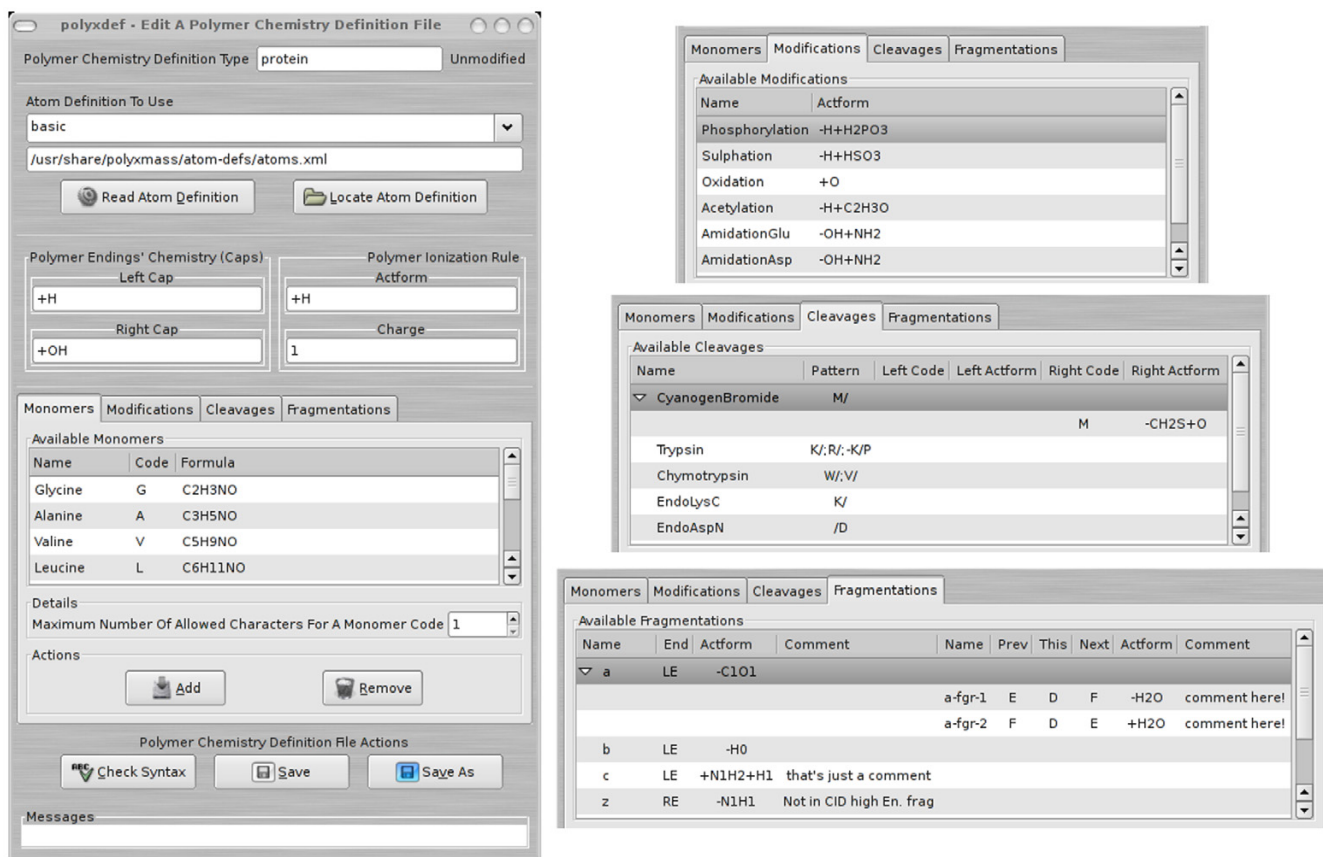 polyxdef - Edit A Polymer Chemistry Definition File
Polymer Chemistry Definition Type protein Unmodified
Atom Definition To Use
basic
/usr/share/polyxmass/atom-defs/atoms.xml
Read Atom Definition Locate Atom Definition
Polymer Endings' Chemistry (Caps) Polymer Ionization Rule
Left Cap Actform
+H +H
Right Cap Charge
+OH 1
Monomers Modifications Cleavages Fragmentations
Available Monomers
Name Code Formula
Glycine G C2H3NO
Alanine A C3H5NO
Valine V C5H9NO
Leucine L C6H11NO
Details
Maximum Number Of Allowed Characters For A Monomer Code 1
Actions
Add Remove
Polymer Chemistry Definition File Actions
ABC Check Syntax Save Save As
Messages
Monomers Modifications Cleavages Fragmentations
Available Modifications
Name Actform
Phosphorylation -H+H2PO3
Sulphation -H+HSO3
Oxidation +O
Acetylation -H+C2H3O
AmidationGlu -OH+NH2
AmidationAsp -OH+NH2
Monomers Modifications Cleavages Fragmentations
Available Cleavages
Name Pattern Left Code Left Actform Right Code Right Actform
CyanogenBromide M/
M -CH2S+O
Trypsin K/;R/;-K/P
Chymotrypsin W/;V/
EndoLysC K/
EndoAspN /D
Monomers Modifications Cleavages Fragmentations
Available Fragmentations
Name End Actform Comment Name Prev This Next Actform Comment
a LE -C1O1
a-fgr-1 E D F -H2O comment here!
a-fgr-2 F D E +H2O comment here!
b LE -H0
c LE +N1H2+H1 that's just a comment
z RE -N1H1 Not in CID high En. frag